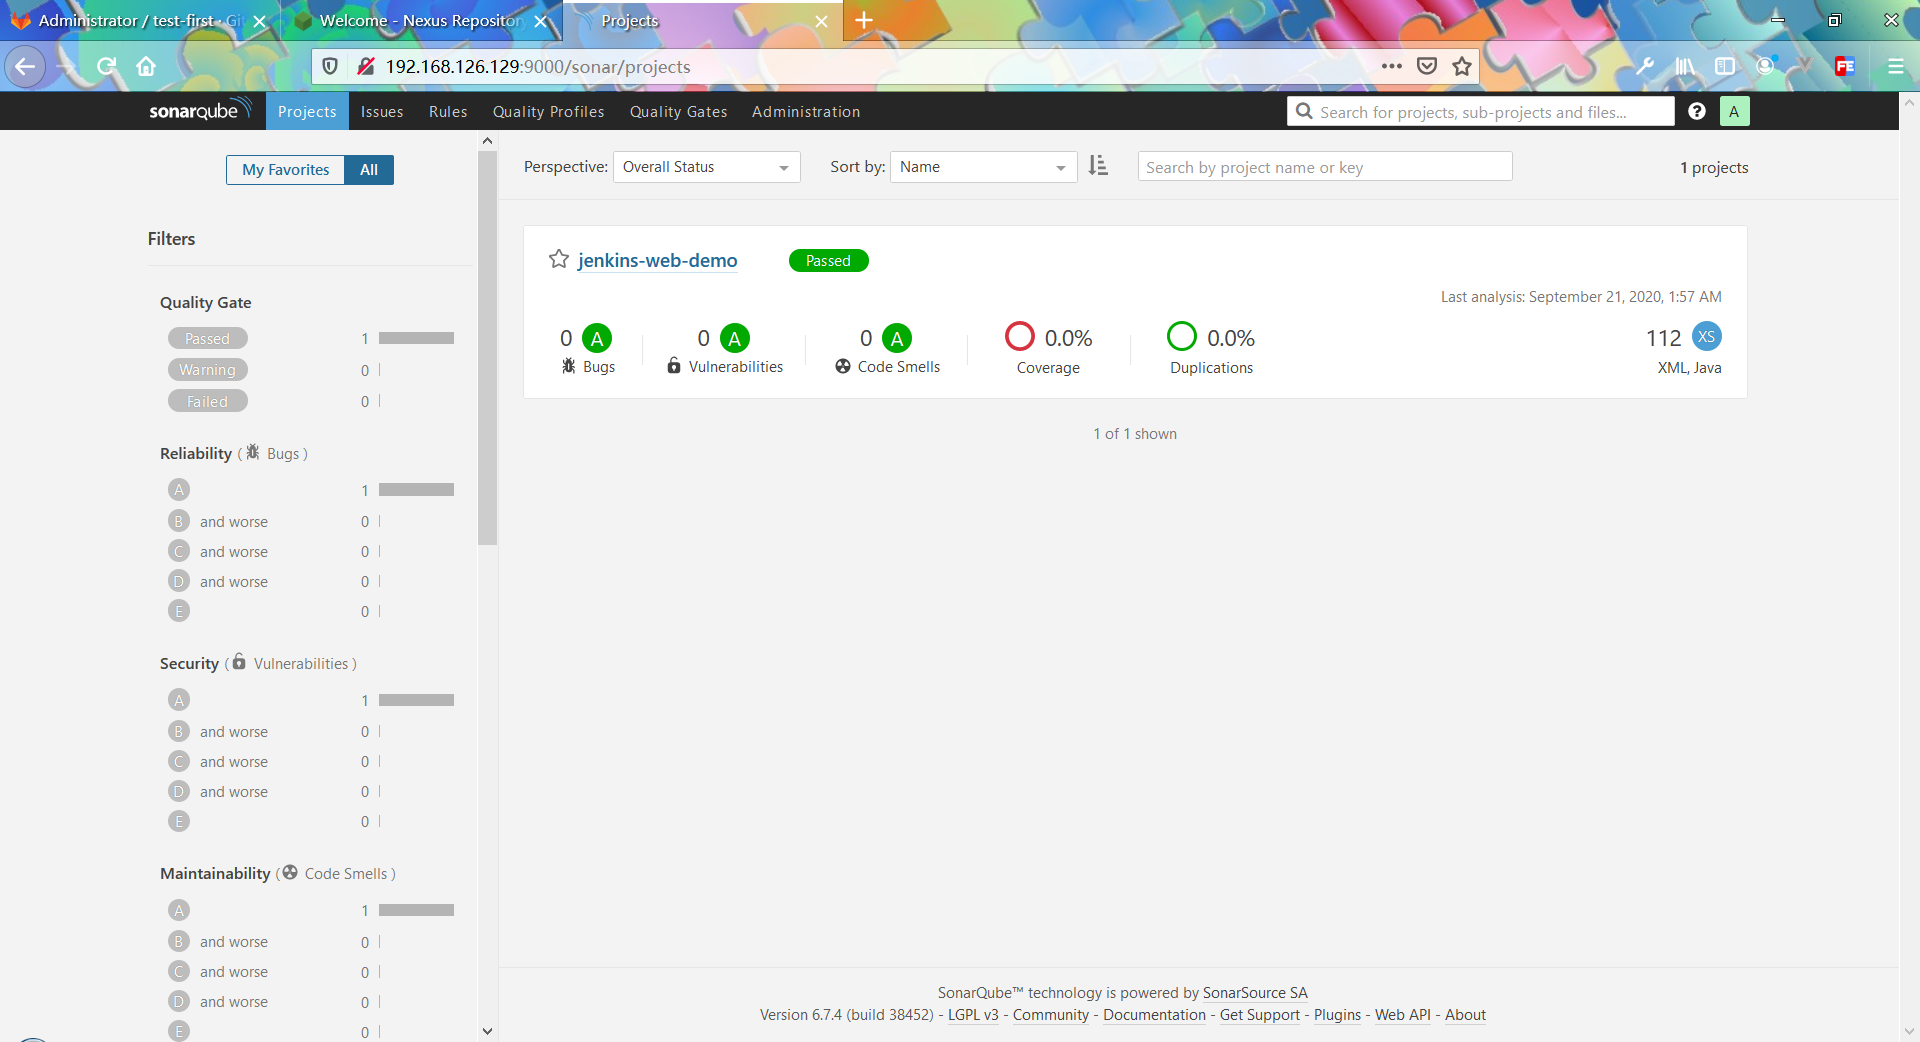 Administrator / test-first · Git
Welcome - Nexus Repository
Projects
192.168.126.129:9000/sonar/projects
FE
sonarqube
Projects
Issues
Rules
Quality Profiles
Quality Gates
Administration
Search for projects, sub-projects and files...
?
A
My Favorites
All
Perspective:
Overall Status
Sort by:
Name
Search by project name or key
1 projects
Filters
Quality Gate
Passed 1
Warning 0
Failed 0
Reliability ( Bugs )
A 1
B and worse 0
C and worse 0
D and worse 0
E 0
Security ( Vulnerabilities )
A 1
B and worse 0
C and worse 0
D and worse 0
E 0
Maintainability ( Code Smells )
A 1
B and worse 0
C and worse 0
D and worse 0
E 0
jenkins-web-demo
Passed
Last analysis: September 21, 2020, 1:57 AM
0 A
Bugs
0 A
Vulnerabilities
0 A
Code Smells
0.0%
Coverage
0.0%
Duplications
112 XS
XML, Java
1 of 1 shown
SonarQube™ technology is powered by SonarSource SA
Version 6.7.4 (build 38452) - LGPL v3 - Community - Documentation - Get Support - Plugins - Web API - About